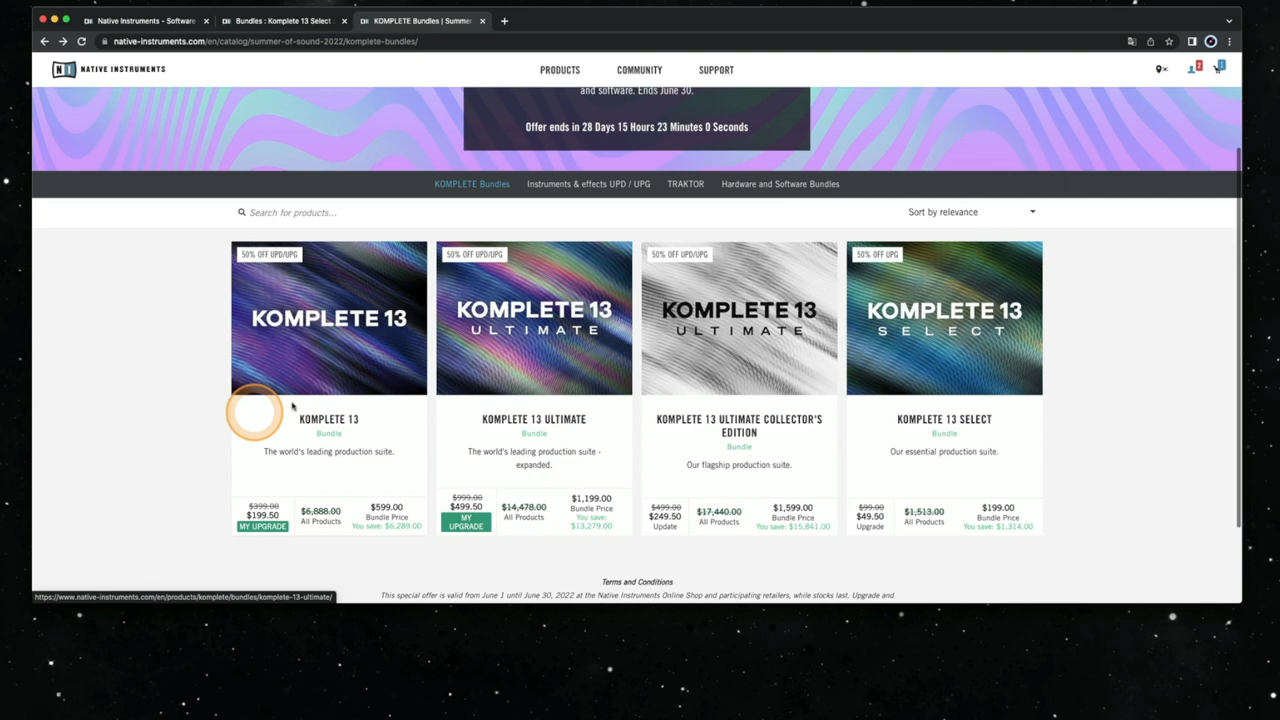 Native Instruments - Software
Bundles : Komplete 13 Select
KOMPLETE Bundles | Summer
native-instruments.com/en/catalog/summer-of-sound-2022/komplete-bundles/
NI NATIVE INSTRUMENTS
PRODUCTS
COMMUNITY
SUPPORT
2
1
and software. Ends June 30.
Offer ends in 28 Days 15 Hours 23 Minutes 0 Seconds
KOMPLETE Bundles
Instruments & effects UPD / UPG
TRAKTOR
Hardware and Software Bundles
Search for products...
Sort by relevance
50% OFF UPD/UPG
KOMPLETE 13
KOMPLETE 13
Bundle
The world's leading production suite.
$399.00
$199.50
MY UPGRADE
$6,888.00
All Products
$599.00
Bundle Price
You save: $6,289.00
50% OFF UPD/UPG
KOMPLETE 13
ULTIMATE
KOMPLETE 13 ULTIMATE
Bundle
The world's leading production suite -
expanded.
$999.00
$499.50
MY
UPGRADE
$14,478.00
All Products
$1,199.00
Bundle Price
You save:
$13,279.00
50% OFF UPD/UPG
KOMPLETE 13
ULTIMATE
KOMPLETE 13 ULTIMATE COLLECTOR'S
EDITION
Bundle
Our flagship production suite.
$499.00
$249.50
Update
$17,440.00
All Products
$1,599.00
Bundle Price
You save: $15,841.00
50% OFF UPG
KOMPLETE 13
SELECT
KOMPLETE 13 SELECT
Bundle
Our essential production suite.
$99.00
$49.50
Upgrade
$1,513.00
All Products
$199.00
Bundle Price
You save: $1,314.00
Terms and Conditions
This special offer is valid from June 1 until June 30, 2022 at the Native Instruments Online Shop and participating retailers, while stocks last. Upgrade and
https://www.native-instruments.com/en/products/komplete/bundles/komplete-13-ultimate/